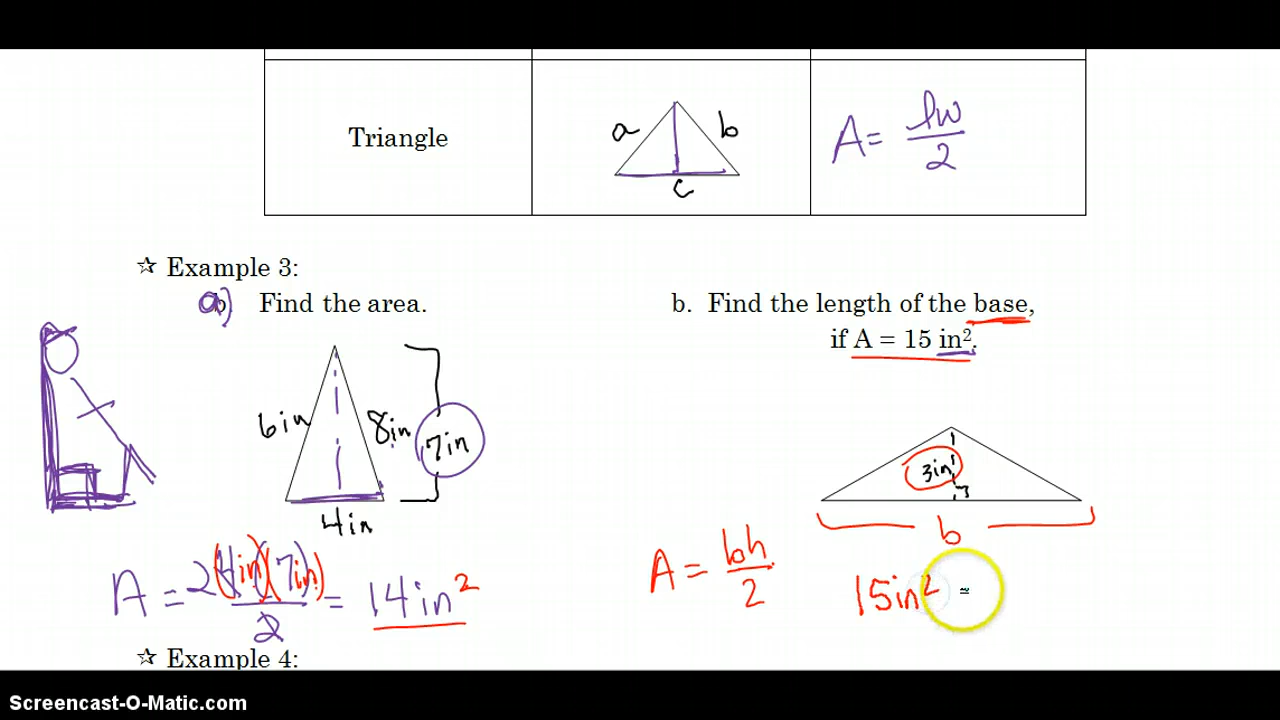 Triangle
a
b
c
A = lw/2
☆ Example 3:
a) Find the area.
b. Find the length of the base,
if A = 15 in².
6in
8in
7in
4in
3in
b
A = 2(4in)(7in)/2 = 14in²
A = bh/2
15in² =
☆ Example 4:
Screencast-O-Matic.com